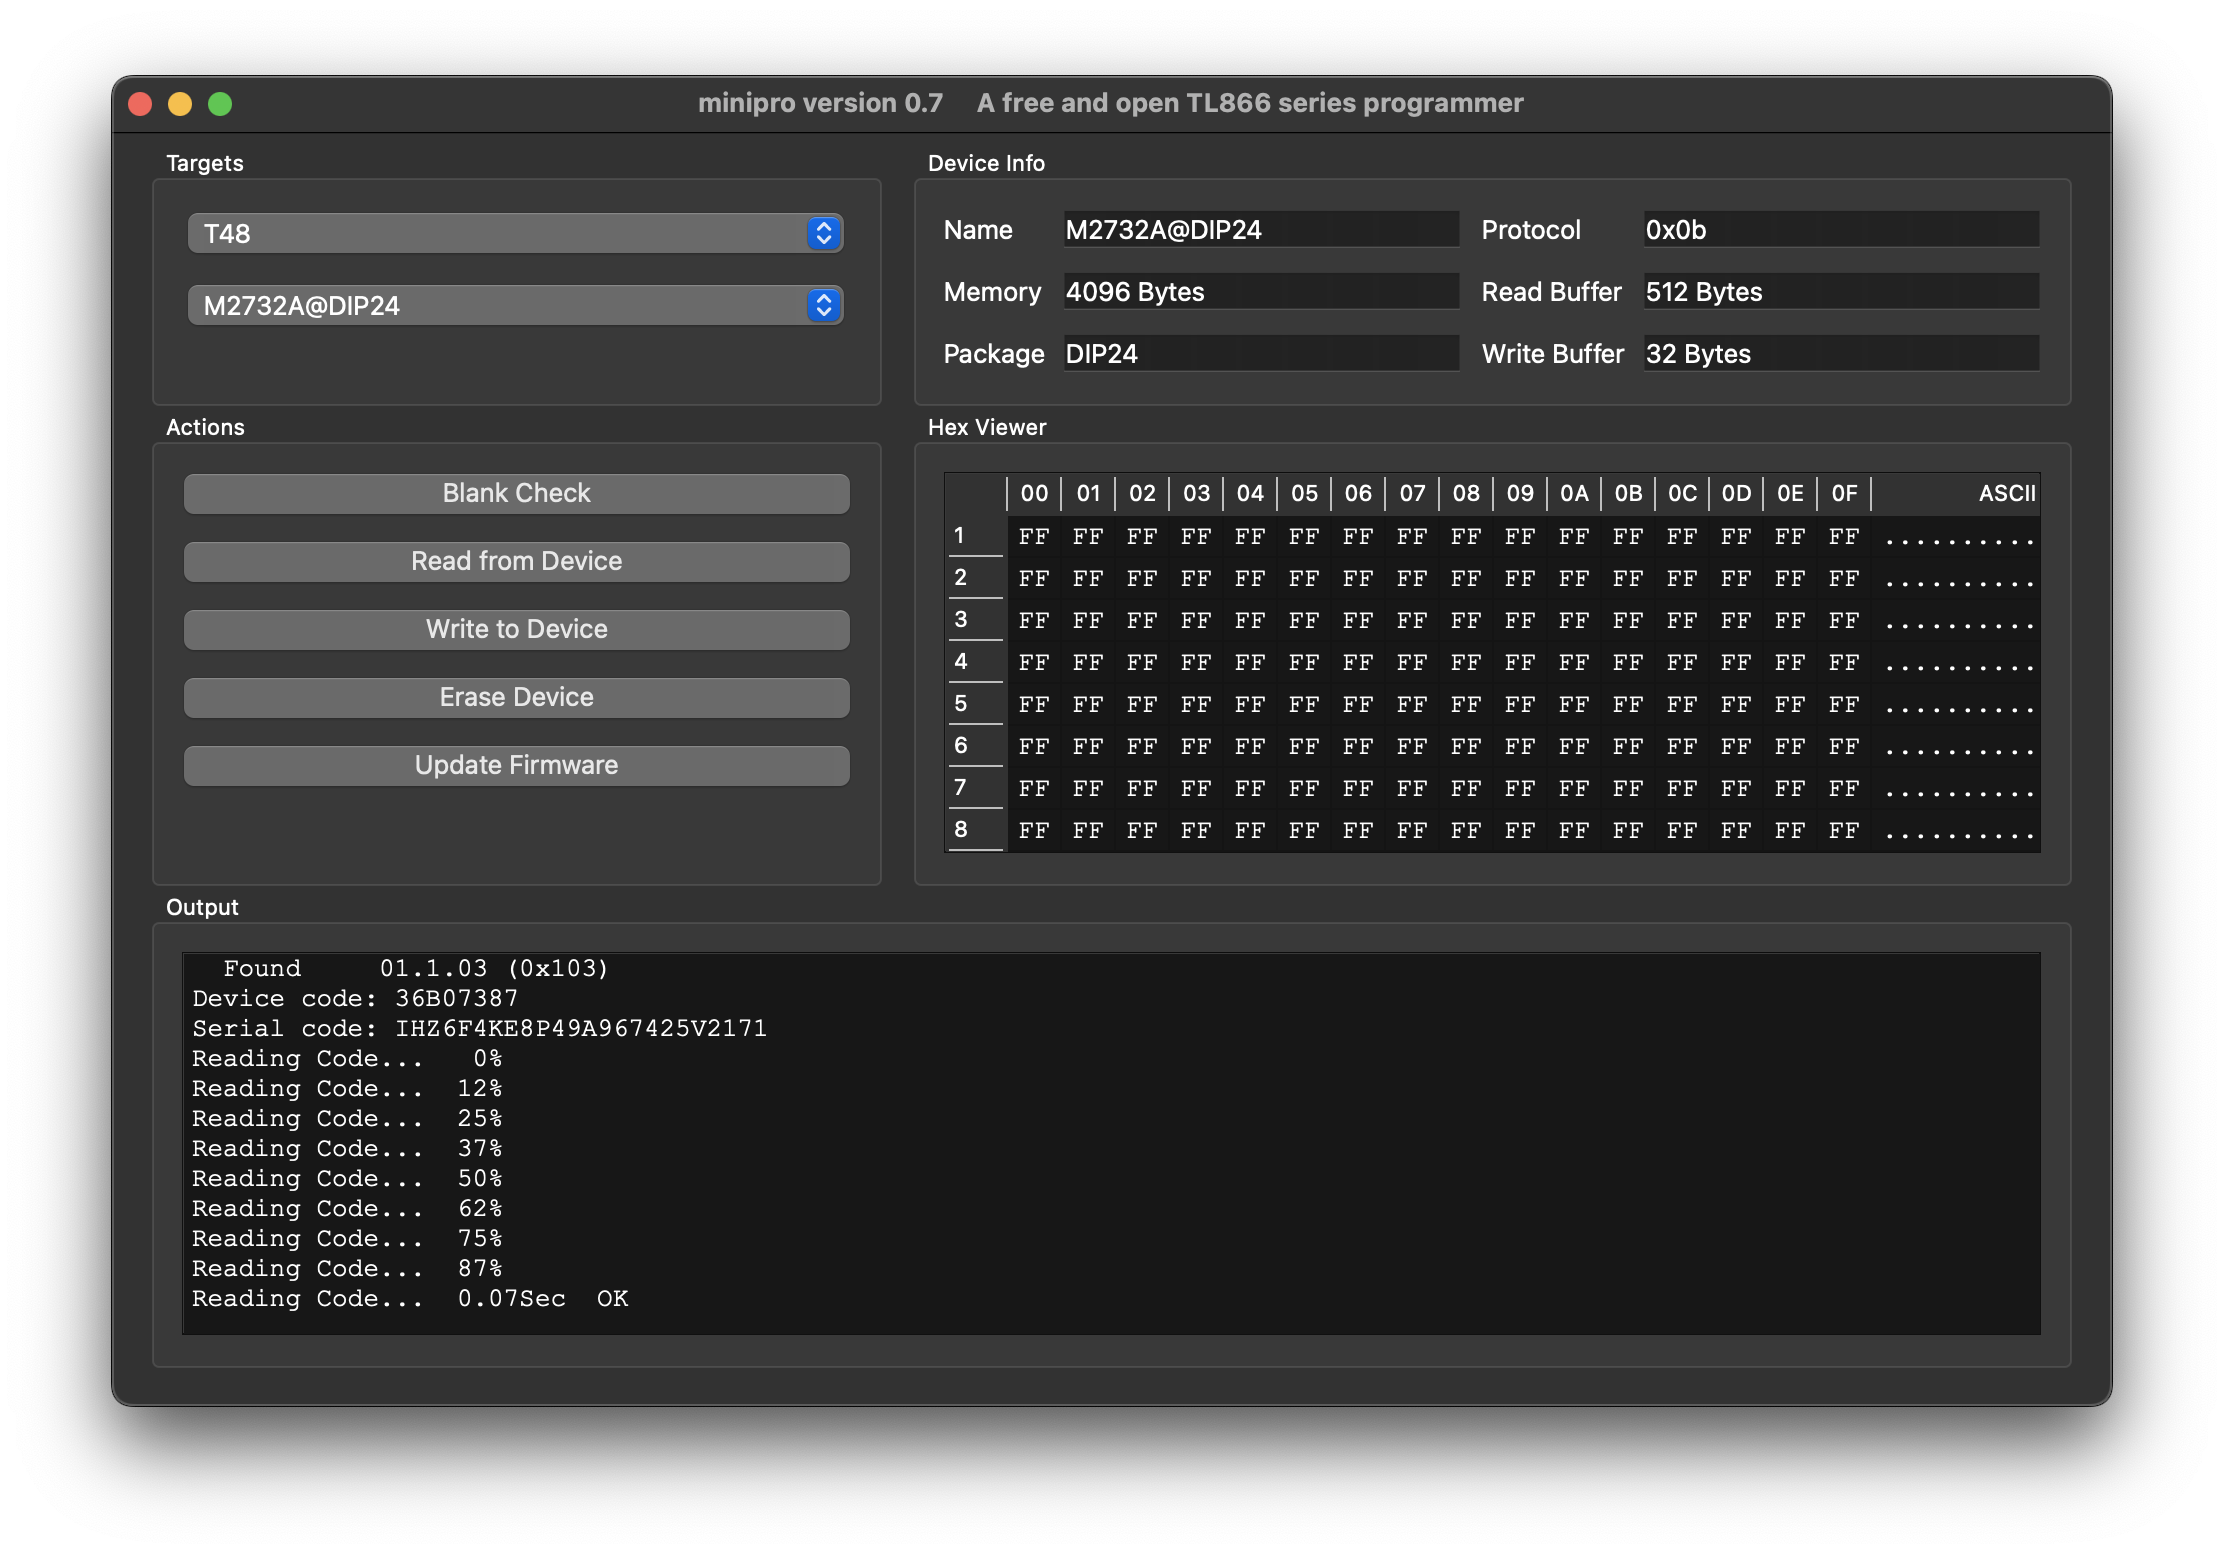 minipro version 0.7     A free and open TL866 series programmer
Targets
T48
M2732A@DIP24
Device Info
Name M2732A@DIP24 Protocol 0x0b
Memory 4096 Bytes Read Buffer 512 Bytes
Package DIP24 Write Buffer 32 Bytes
Actions
Blank Check
Read from Device
Write to Device
Erase Device
Update Firmware
Hex Viewer
00 01 02 03 04 05 06 07 08 09 0A 0B 0C 0D 0E 0F ASCII
1 FF FF FF FF FF FF FF FF FF FF FF FF FF FF FF FF ..........
2 FF FF FF FF FF FF FF FF FF FF FF FF FF FF FF FF ..........
3 FF FF FF FF FF FF FF FF FF FF FF FF FF FF FF FF ..........
4 FF FF FF FF FF FF FF FF FF FF FF FF FF FF FF FF ..........
5 FF FF FF FF FF FF FF FF FF FF FF FF FF FF FF FF ..........
6 FF FF FF FF FF FF FF FF FF FF FF FF FF FF FF FF ..........
7 FF FF FF FF FF FF FF FF FF FF FF FF FF FF FF FF ..........
8 FF FF FF FF FF FF FF FF FF FF FF FF FF FF FF FF ..........
Output
Found     01.1.03 (0x103)
Device code: 36B07387
Serial code: IHZ6F4KE8P49A967425V2171
Reading Code...   0%
Reading Code...  12%
Reading Code...  25%
Reading Code...  37%
Reading Code...  50%
Reading Code...  62%
Reading Code...  75%
Reading Code...  87%
Reading Code...  0.07Sec  OK